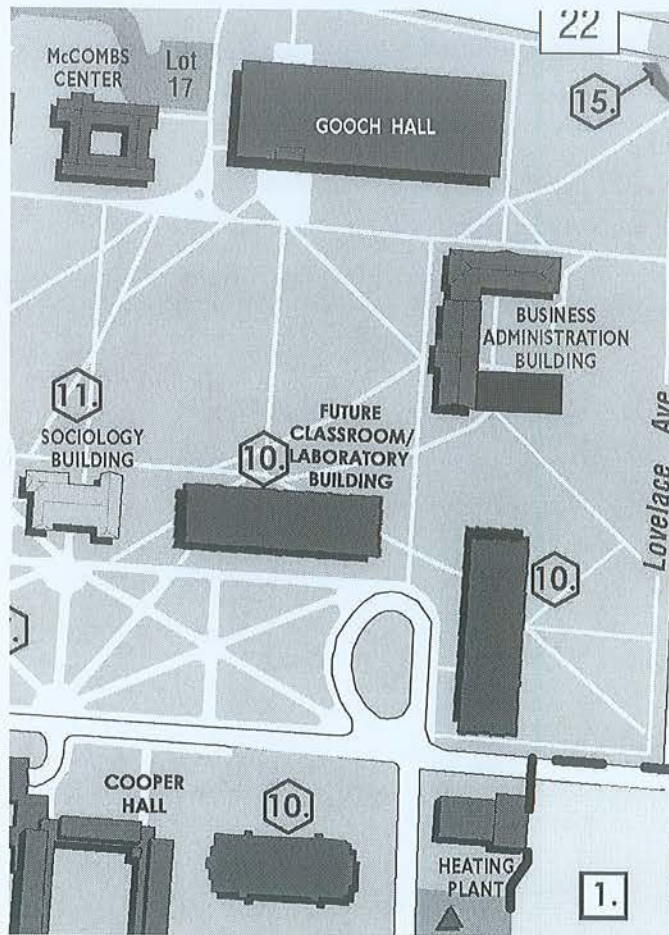 22
McCOMBS
CENTER
Lot
17
GOOCH HALL
15.
BUSINESS
ADMINISTRATION
BUILDING
11.
SOCIOLOGY
BUILDING
FUTURE
CLASSROOM/
LABORATORY
BUILDING
10.
Lovelace Ave
10.
COOPER
HALL
10.
HEATING
PLANT
1.